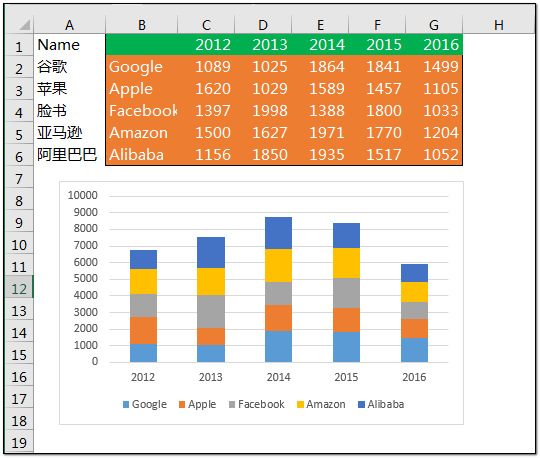 A B C D E F G H
1 Name 2012 2013 2014 2015 2016
2 谷歌 Google 1089 1025 1864 1841 1499
3 苹果 Apple 1620 1029 1589 1457 1105
4 脸书 Facebook 1397 1998 1388 1800 1033
5 亚马逊 Amazon 1500 1627 1971 1770 1204
6 阿里巴巴 Alibaba 1156 1850 1935 1517 1052
7
8
9
10
11
12
13
14
15
16
17
18
19
10000
9000
8000
7000
6000
5000
4000
3000
2000
1000
0
2012 2013 2014 2015 2016
Google Apple Facebook Amazon Alibaba